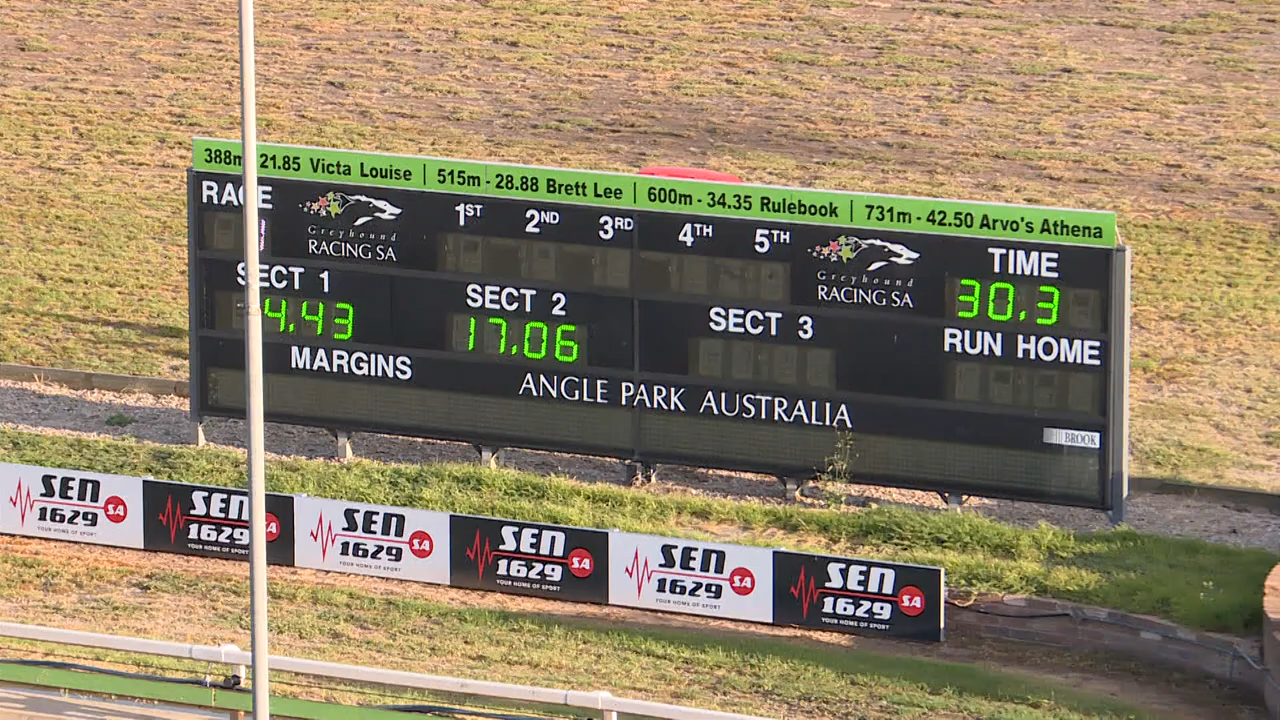 388m 21.85 Victa Louise | 515m - 28.88 Brett Lee | 600m - 34.35 Rulebook | 731m - 42.50 Arvo's Athena
RACE
Greyhound
RACING SA
1ST 2ND 3RD 4TH 5TH
Greyhound
RACING SA
TIME
30.3
SECT 1
4.43
SECT 2
17.06
SECT 3
RUN HOME
MARGINS
ANGLE PARK AUSTRALIA
BROOK
SEN
1629 SA
YOUR HOME OF SPORT
SEN
1629 A
YOUR HOME OF SPORT
SEN
1629 SA
YOUR HOME OF SPORT
SEN
1629 SA
YOUR HOME OF SPORT
SEN
1629 SA
YOUR HOME OF SPORT
SEN
1629 SA
YOUR HOME OF SPORT